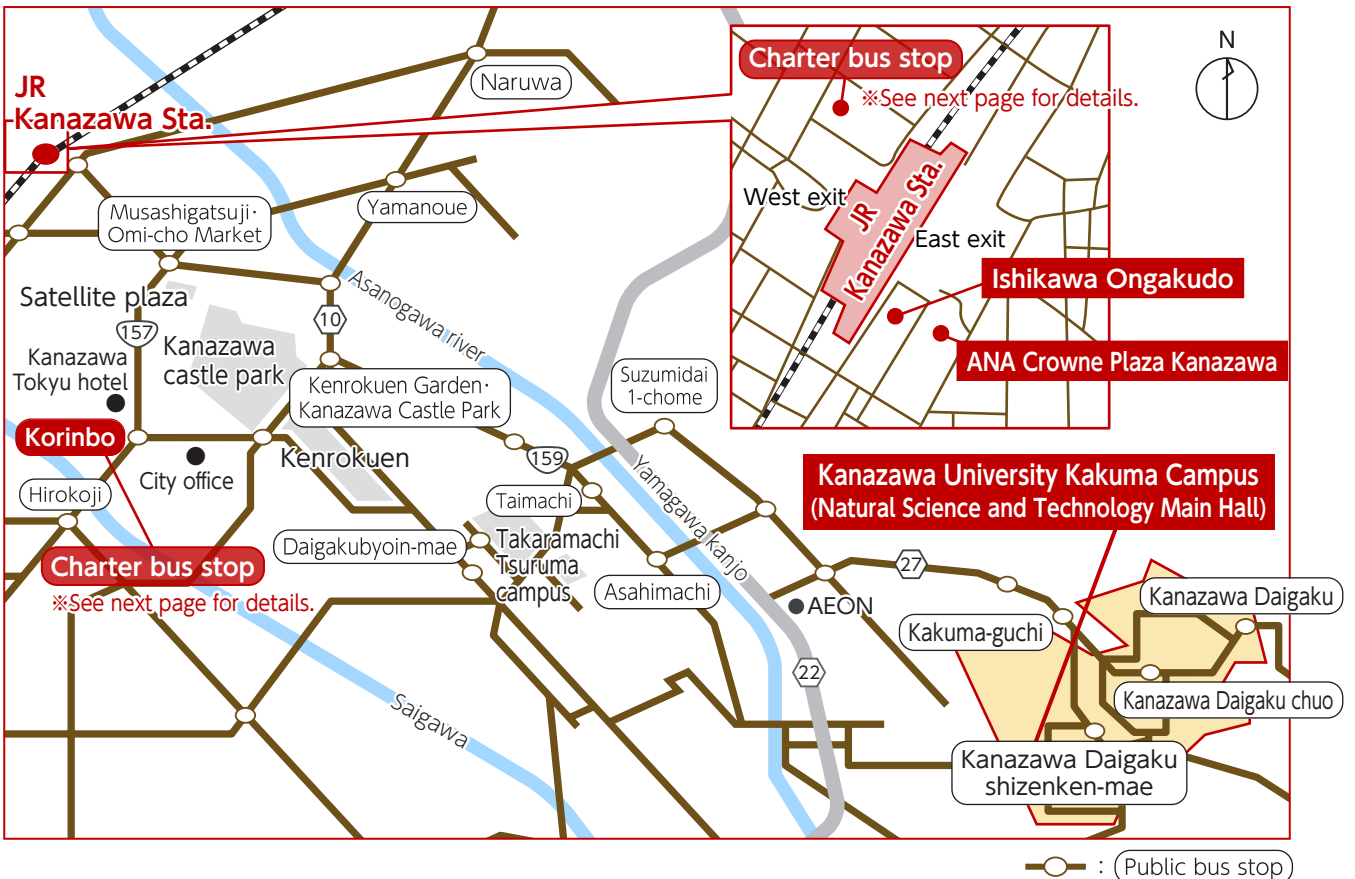 JR
Kanazawa Sta.
Naruwa
Yamanoue
Musashigatsuji・
Omi-cho Market
Satellite plaza
157
10
Kanazawa
Tokyu hotel
Kanazawa
castle park
Asanogawa river
Kenrokuen Garden・
Kanazawa Castle Park
Suzumidai
1-chome
Korinbo
City office
Kenrokuen
159
Hirokoji
Taimachi
Yamagawa kanjo
Daigakubyoin-mae
Takaramachi
Tsuruma
campus
Charter bus stop
※See next page for details.
Asahimachi
AEON
27
22
Saigawa
Charter bus stop
※See next page for details.
N
West exit
JR
Kanazawa Sta.
East exit
Ishikawa Ongakudo
ANA Crowne Plaza Kanazawa
Kanazawa University Kakuma Campus
(Natural Science and Technology Main Hall)
Kakuma-guchi
Kanazawa Daigaku
Kanazawa Daigaku chuo
Kanazawa Daigaku
shizenken-mae
: Public bus stop